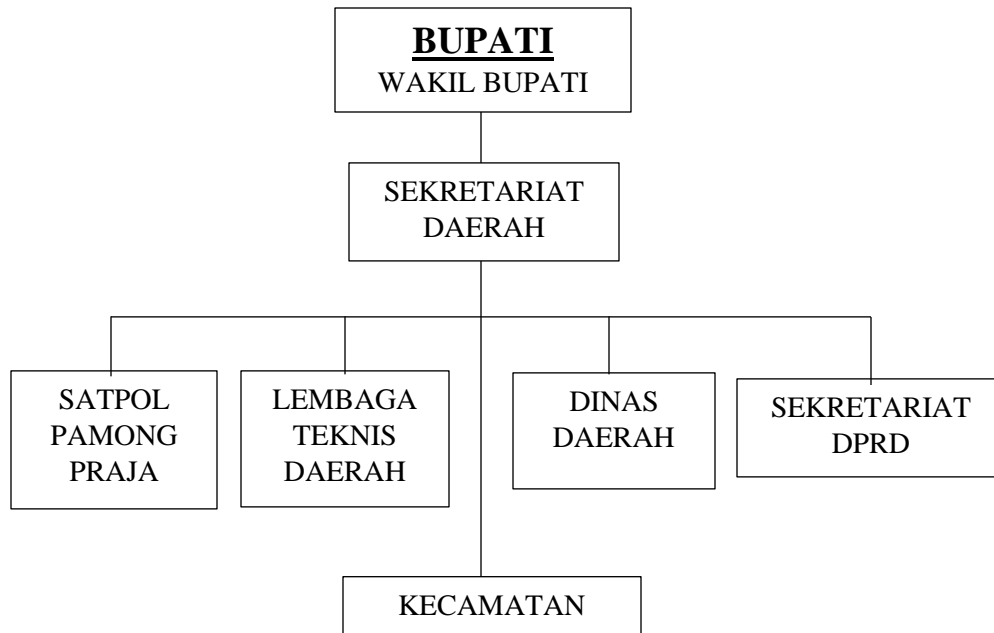 BUPATI
WAKIL BUPATI
SEKRETARIAT
DAERAH
SATPOL
PAMONG
PRAJA
LEMBAGA
TEKNIS
DAERAH
DINAS
DAERAH
SEKRETARIAT
DPRD
KECAMATAN